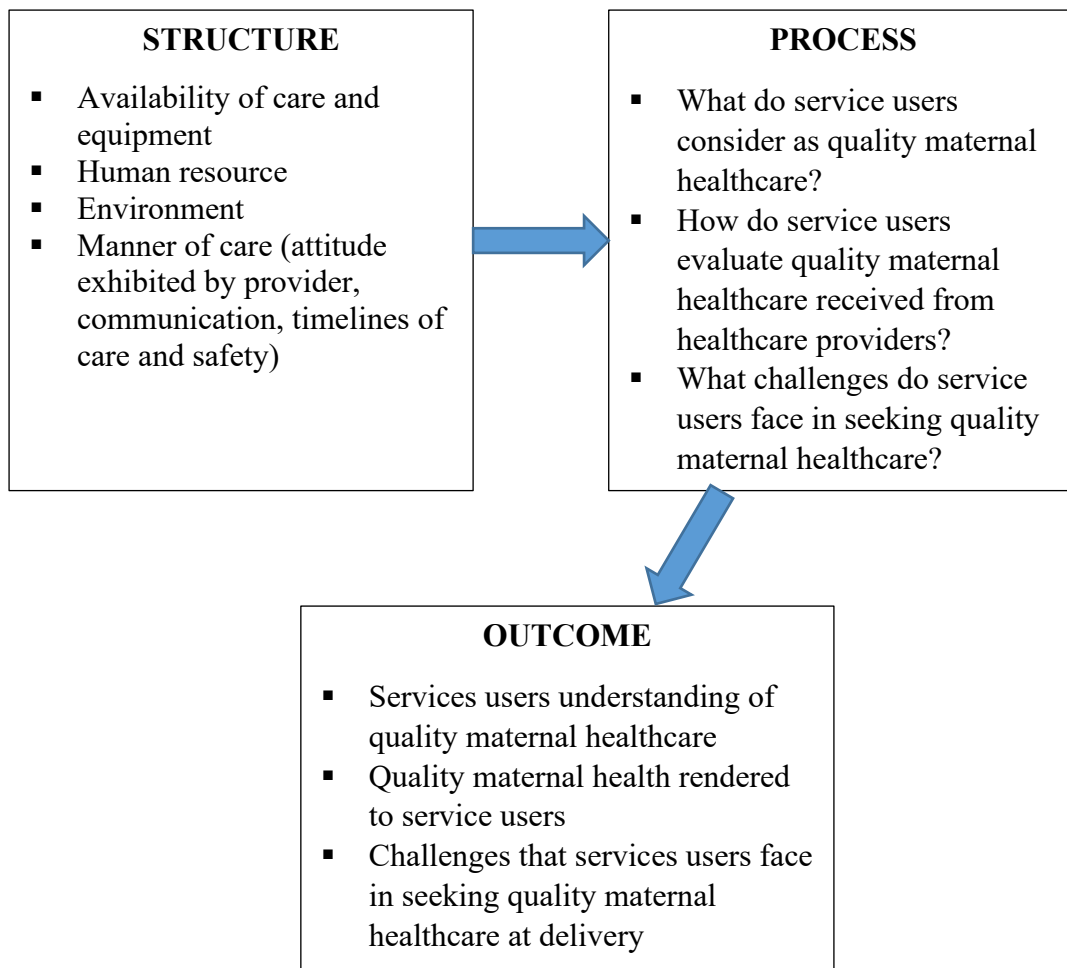 STRUCTURE
▪ Availability of care and
equipment
▪ Human resource
▪ Environment
▪ Manner of care (attitude
exhibited by provider,
communication, timelines of
care and safety)
PROCESS
▪ What do service users
consider as quality maternal
healthcare?
▪ How do service users
evaluate quality maternal
healthcare received from
healthcare providers?
▪ What challenges do service
users face in seeking quality
maternal healthcare?
OUTCOME
▪ Services users understanding of
quality maternal healthcare
▪ Quality maternal health rendered
to service users
▪ Challenges that services users face
in seeking quality maternal
healthcare at delivery